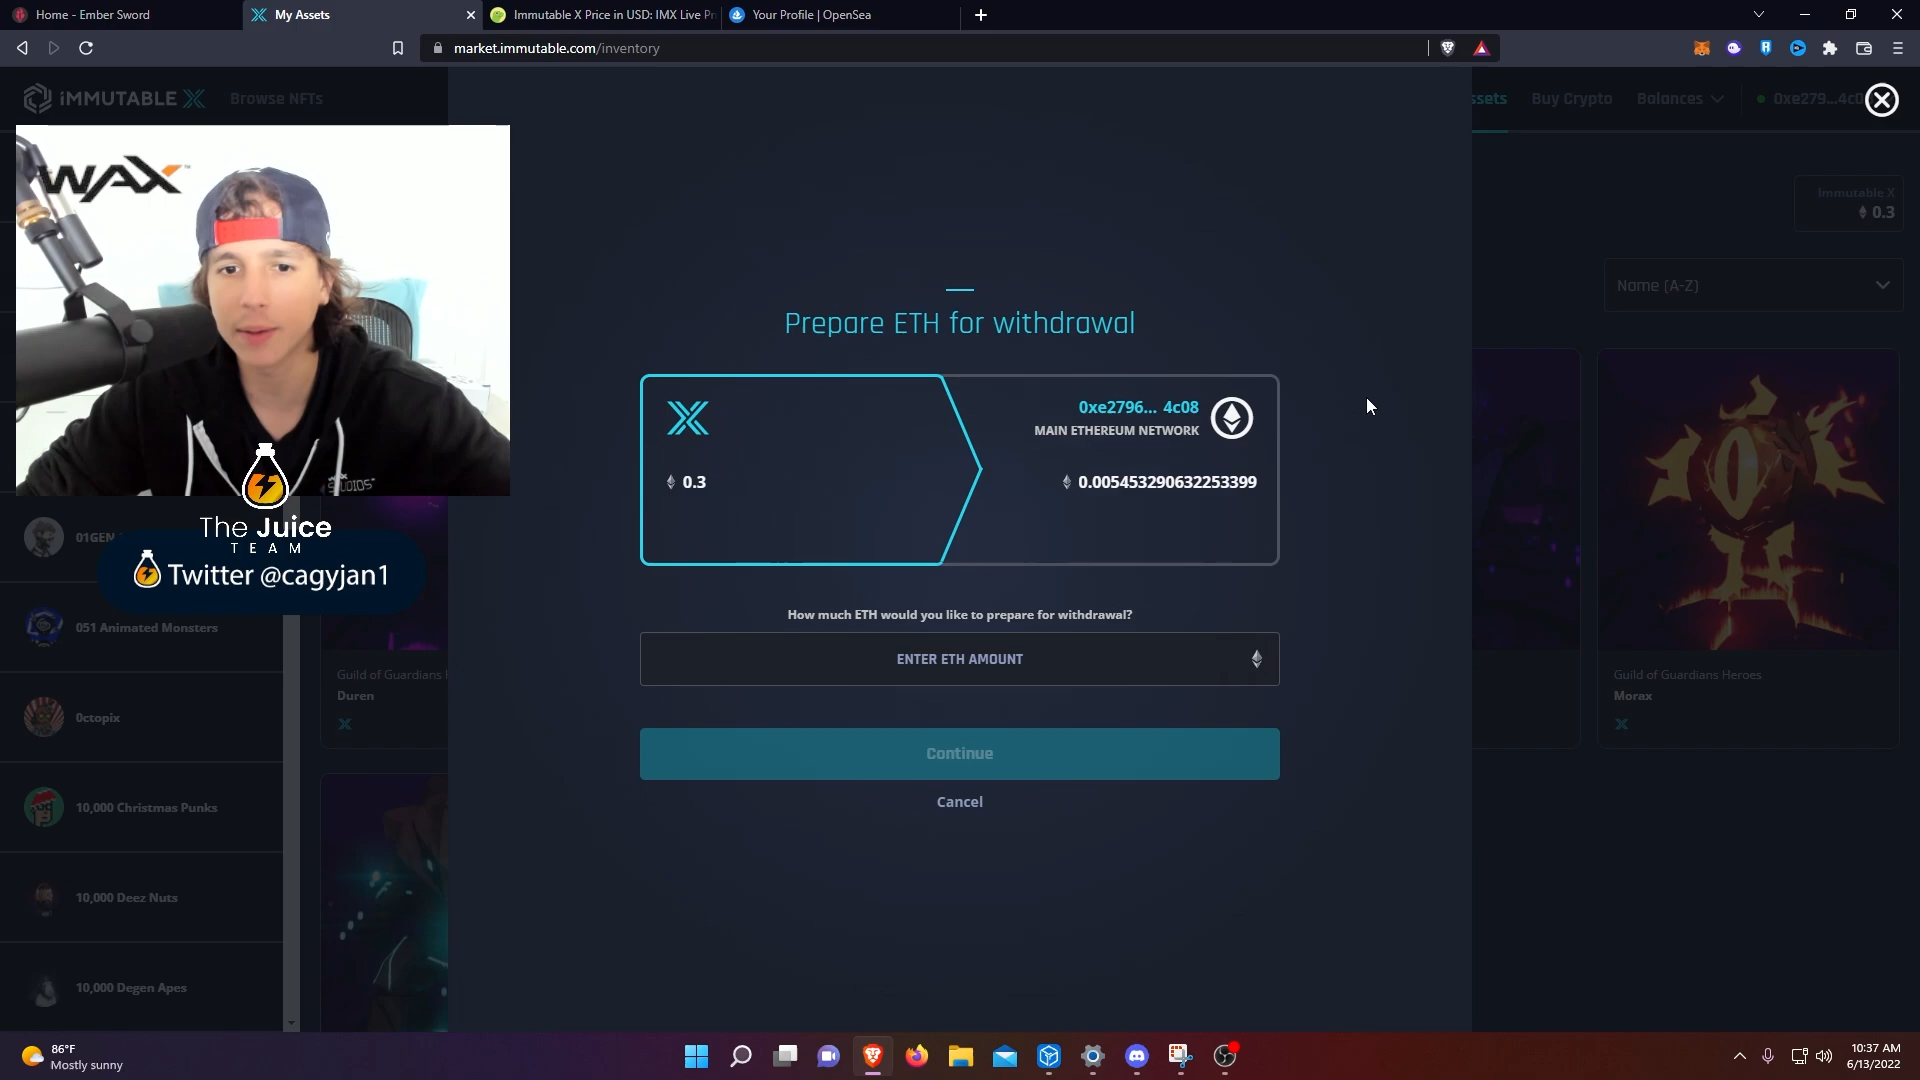 Home - Ember Sword
My Assets
Immutable X Price in USD: IMX Live Pr
Your Profile | OpenSea
market.immutable.com/inventory
IMMUTABLE X
Browse NFTs
ssets
Buy Crypto
Balances
0xe279...4c0
WAX
Immutable X
0.3
Name (A-Z)
Prepare ETH for withdrawal
0xe2796... 4c08
MAIN ETHEREUM NETWORK
0.3
0.005453290632253399
How much ETH would you like to prepare for withdrawal?
ENTER ETH AMOUNT
Continue
Cancel
The Juice
TEAM
Twitter @cagyjan1
01GEN
051 Animated Monsters
0ctopix
10,000 Christmas Punks
10,000 Deez Nuts
10,000 Degen Apes
Guild of Guardians H
Duren
Guild of Guardians Heroes
Morax
86°F
Mostly sunny
10:37 AM
6/13/2022